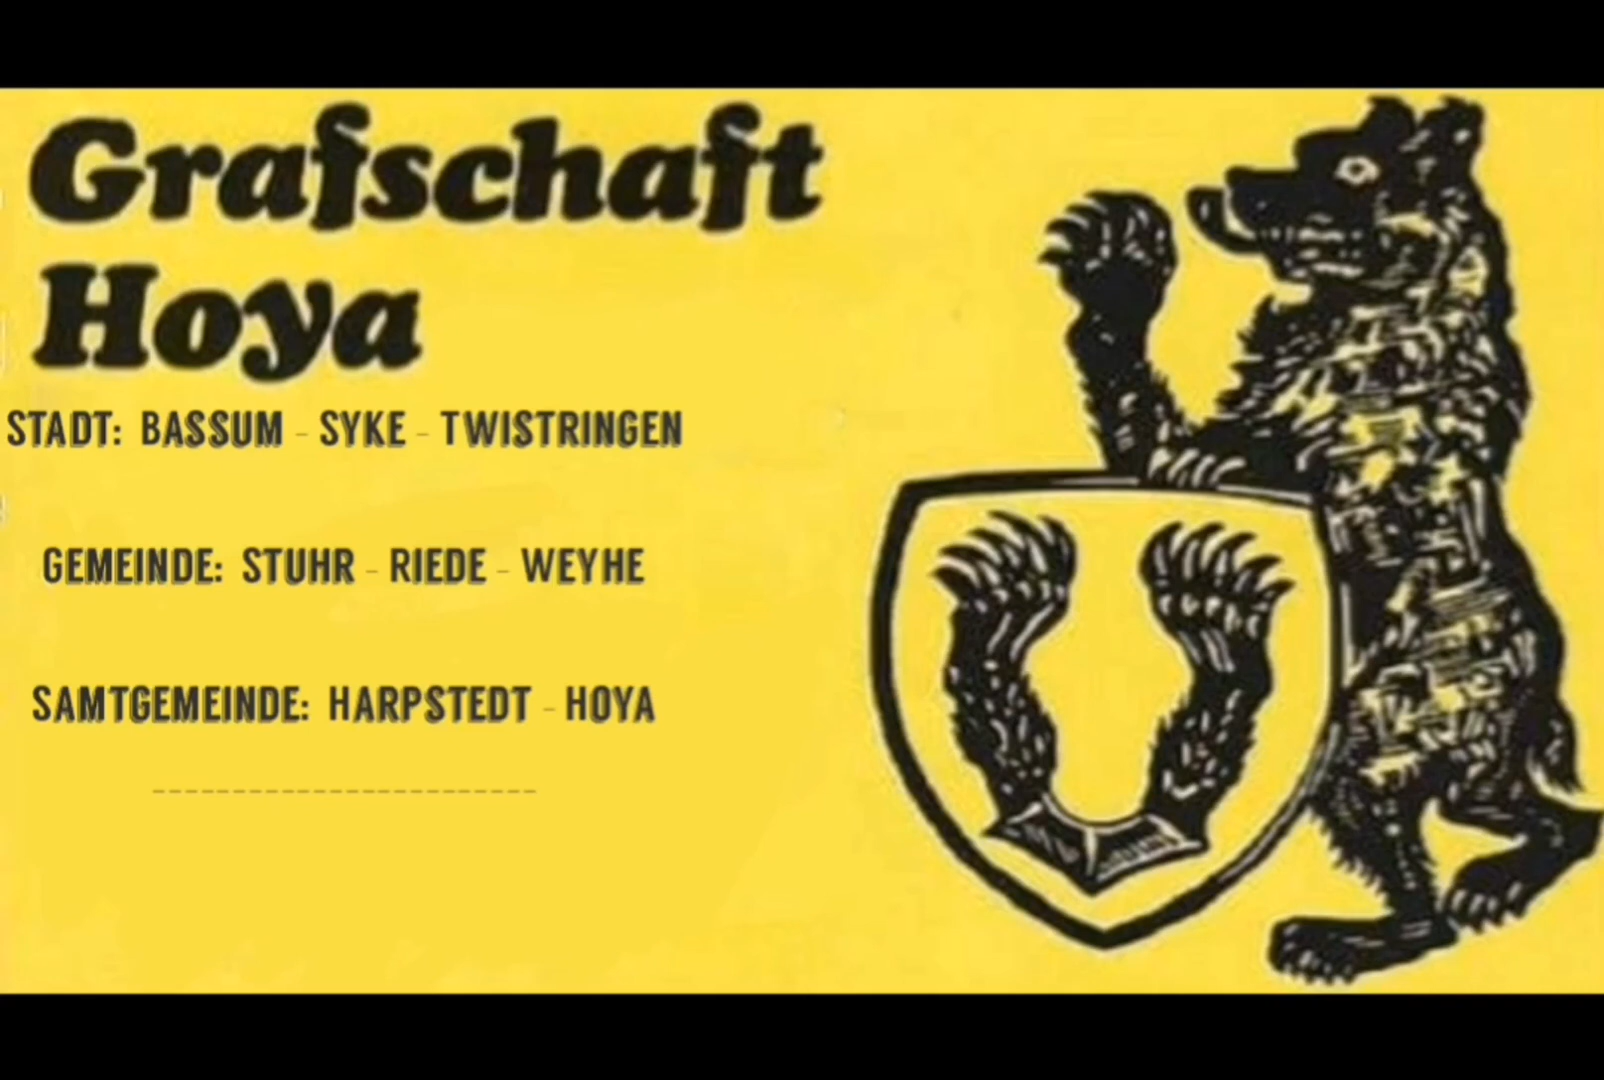 Grafschaft
Hoya
STADT: BASSUM - SYKE - TWISTRINGEN
GEMEINDE: STUHR - RIEDE - WEYHE
SAMTGEMEINDE: HARPSTEDT - HOYA
------------------------